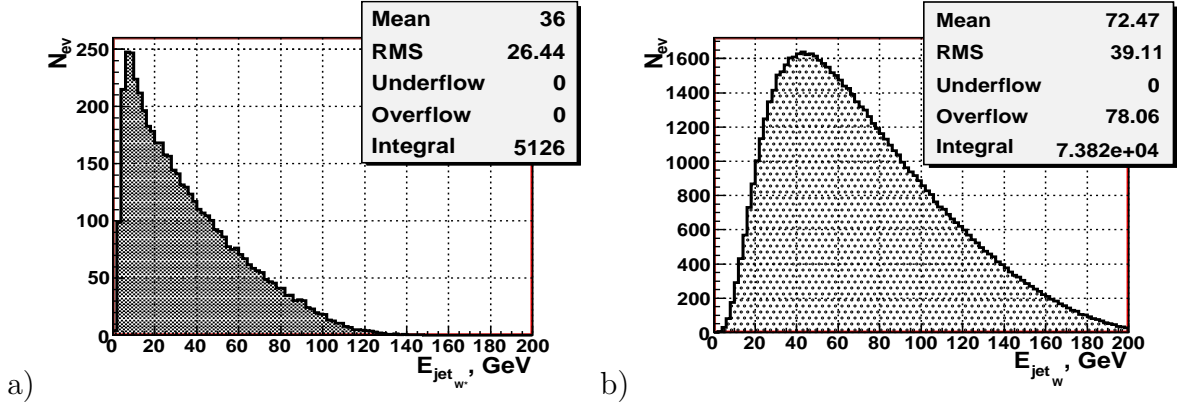 Mean 36
RMS 26.44
Underflow 0
Overflow 0
Integral 5126
N_ev
250
200
150
100
50
0
0 20 40 60 80 100 120 140 160 180 200
E_jet_W*, GeV
a)
Mean 72.47
RMS 39.11
Underflow 0
Overflow 78.06
Integral 7.382e+04
N_ev
1600
1400
1200
1000
800
600
400
200
0
0 20 40 60 80 100 120 140 160 180 200
E_jet_W, GeV
b)